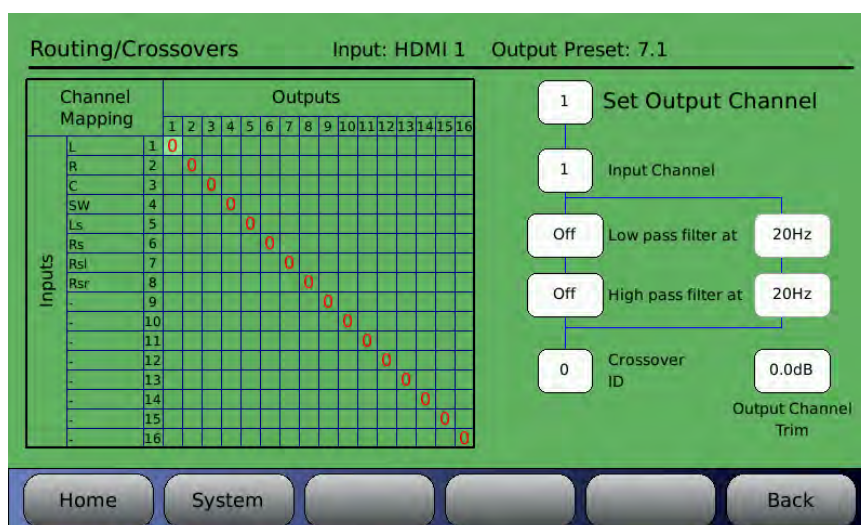 Routing/Crossovers Input: HDMI 1 Output Preset: 7.1
Channel Mapping
Outputs
1 2 3 4 5 6 7 8 9 10 11 12 13 14 15 16
Inputs
L 1 0
R 2 0
C 3 0
SW 4 0
Ls 5 0
Rs 6 0
Rsl 7 0
Rsr 8 0
- 9 0
- 10 0
- 11 0
- 12 0
- 13 0
- 14 0
- 15 0
- 16 0
1 Set Output Channel
1 Input Channel
Off Low pass filter at 20Hz
Off High pass filter at 20Hz
0 Crossover ID
0.0dB
Output Channel Trim
Home System Back